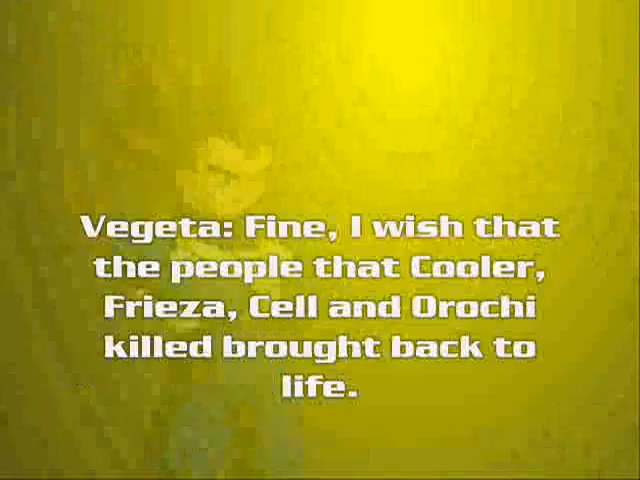 Vegeta: Fine, I wish that
the people that Cooler,
Frieza, Cell and Orochi
killed brought back to
life.